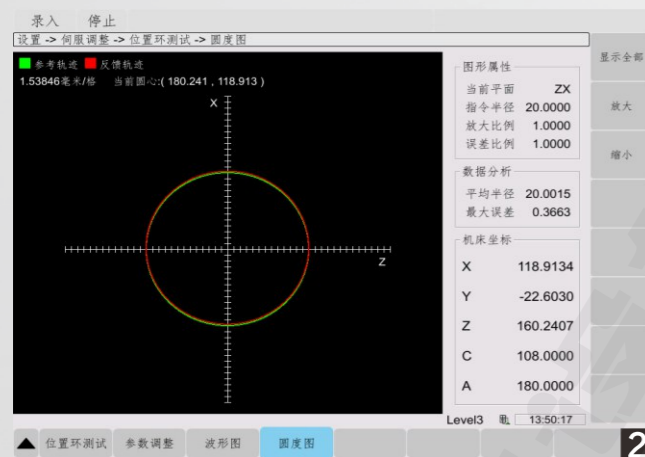 录入 停止
设置 -> 伺服调整 -> 位置环测试 -> 圆度图
参考轨迹 反馈轨迹
1.53846毫米/格 当前圆心:( 180.241 , 118.913 )
X
Z
图形属性
当前平面 ZX
指令半径 20.0000
放大比例 1.0000
误差比例 1.0000
数据分析
平均半径 20.0015
最大误差 0.3663
机床坐标
X 118.9134
Y -22.6030
Z 160.2407
C 108.0000
A 180.0000
Level3 13:50:17
显示全部
放大
缩小
位置环测试 参数调整 波形图 圆度图
2